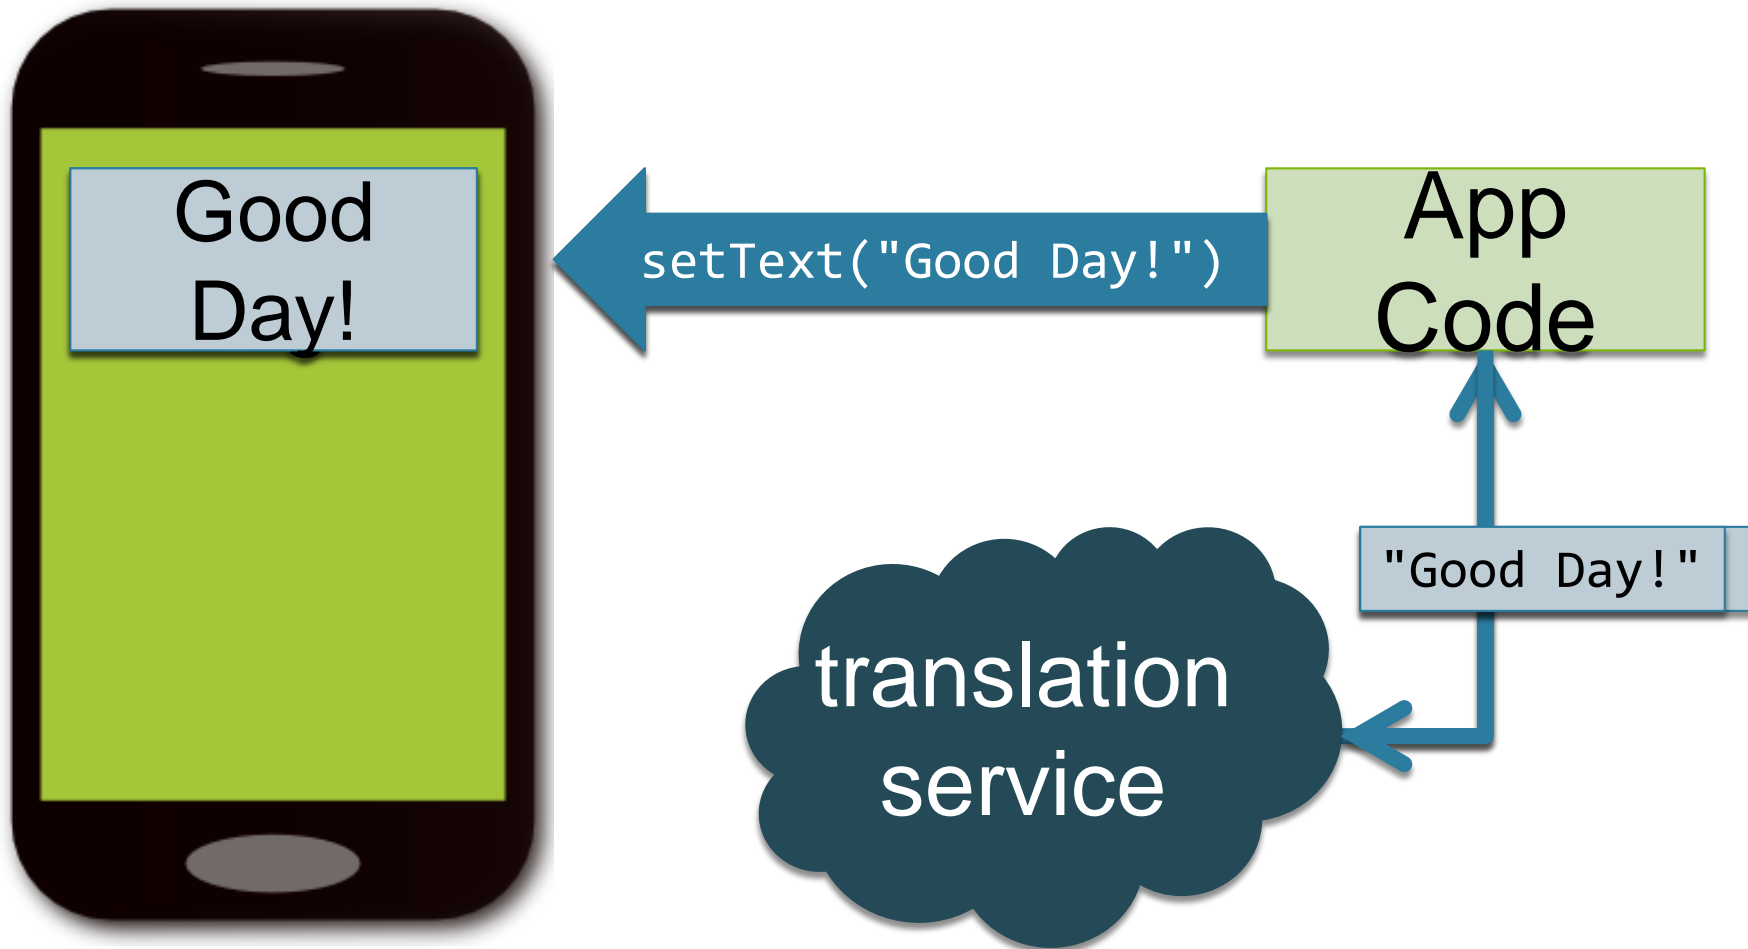 Good
Day!
setText("Good Day!")
App
Code
"Good Day!"
translation
service